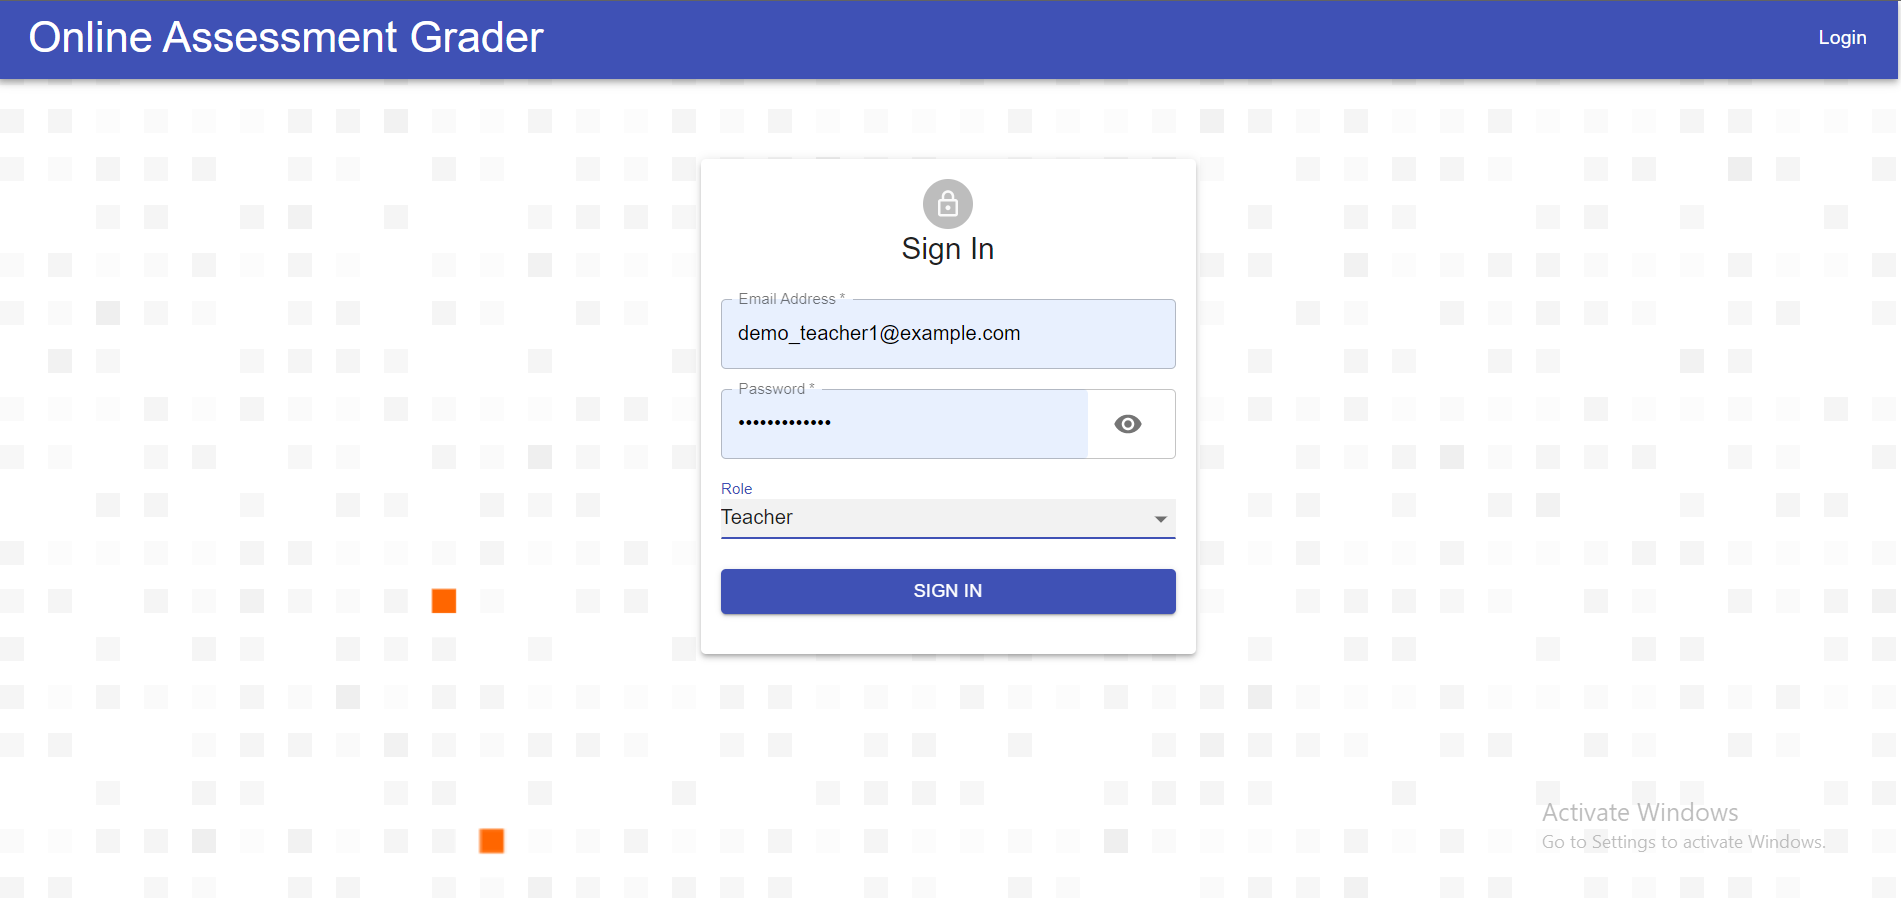 Online Assessment Grader
Login
Sign In
Email Address *
demo_teacher1@example.com
Password *
•••••••••••••
Role
Teacher
SIGN IN
Activate Windows
Go to Settings to activate Windows.